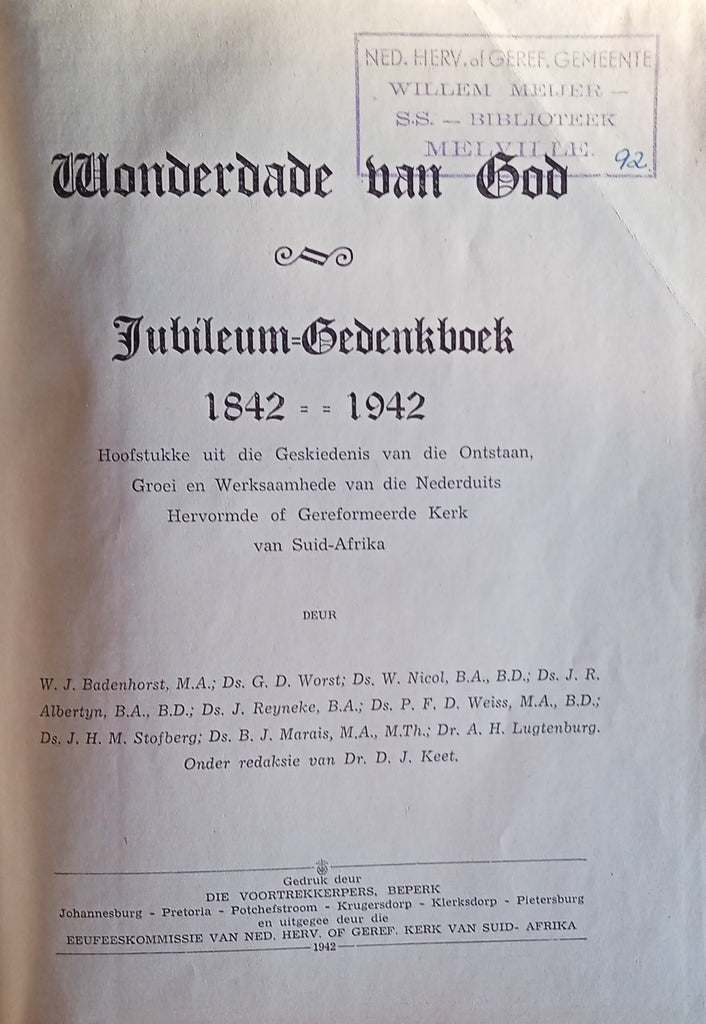 NED. HERV. of GEREF. GEMEENTE
WILLEM MEIJER —
S.S. — BIBLIOTEEK
MELVILLE.
92
Wonderdade van God
Jubileum=Gedenkboek
1842 = = 1942
Hoofstukke uit die Geskiedenis van die Ontstaan,
Groei en Werksaamhede van die Nederduits
Hervormde of Gereformeerde Kerk
van Suid-Afrika
DEUR
W. J. Badenhorst, M.A.; Ds. G. D. Worst; Ds. W. Nicol, B.A., B.D.; Ds. J. R.
Albertyn, B.A., B.D.; Ds. J. Reyneke, B.A.; Ds. P. F. D. Weiss, M.A., B.D.;
Ds. J. H. M. Stofberg; Ds. B. J. Marais, M.A., M.Th.; Dr. A. H. Lugtenburg.
Onder redaksie van Dr. D. J. Keet.
Gedruk deur
DIE VOORTREKKERPERS, BEPERK
Johannesburg - Pretoria - Potchefstroom - Krugersdorp - Klerksdorp - Pietersburg
en uitgegee deur die
EEUFEESKOMMISSIE VAN NED. HERV. OF GEREF. KERK VAN SUID- AFRIKA
1942